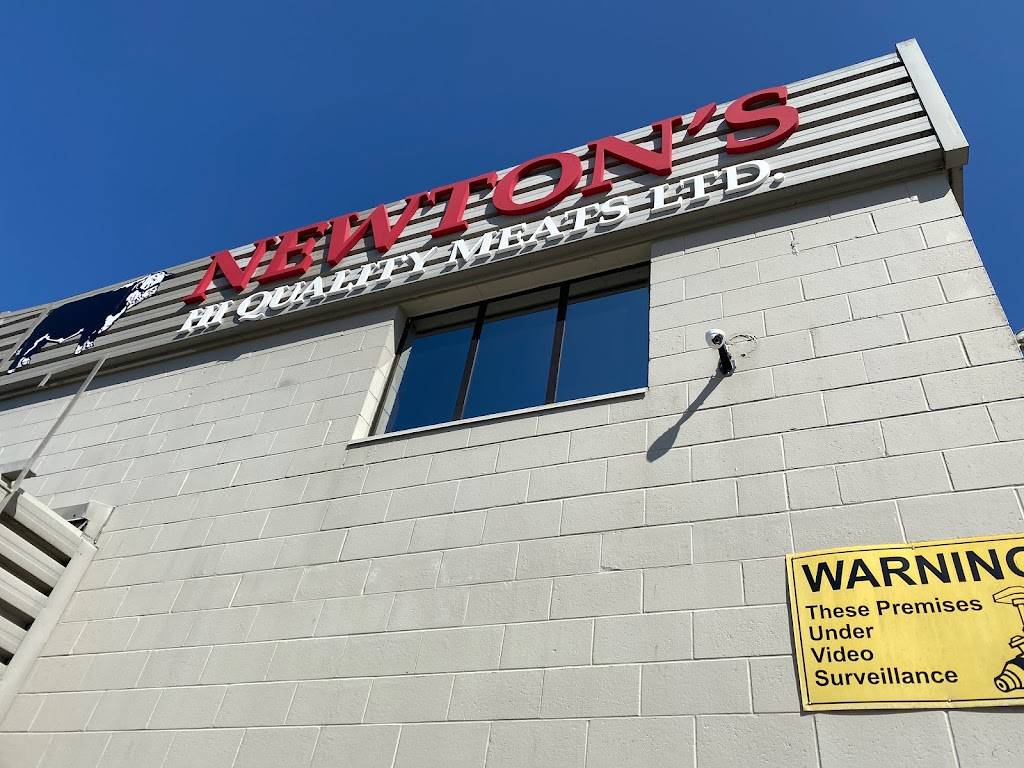 NEWTON'S
HI QUALITY MEATS LTD.
WARNING
These Premises
Under
Video
Surveillance